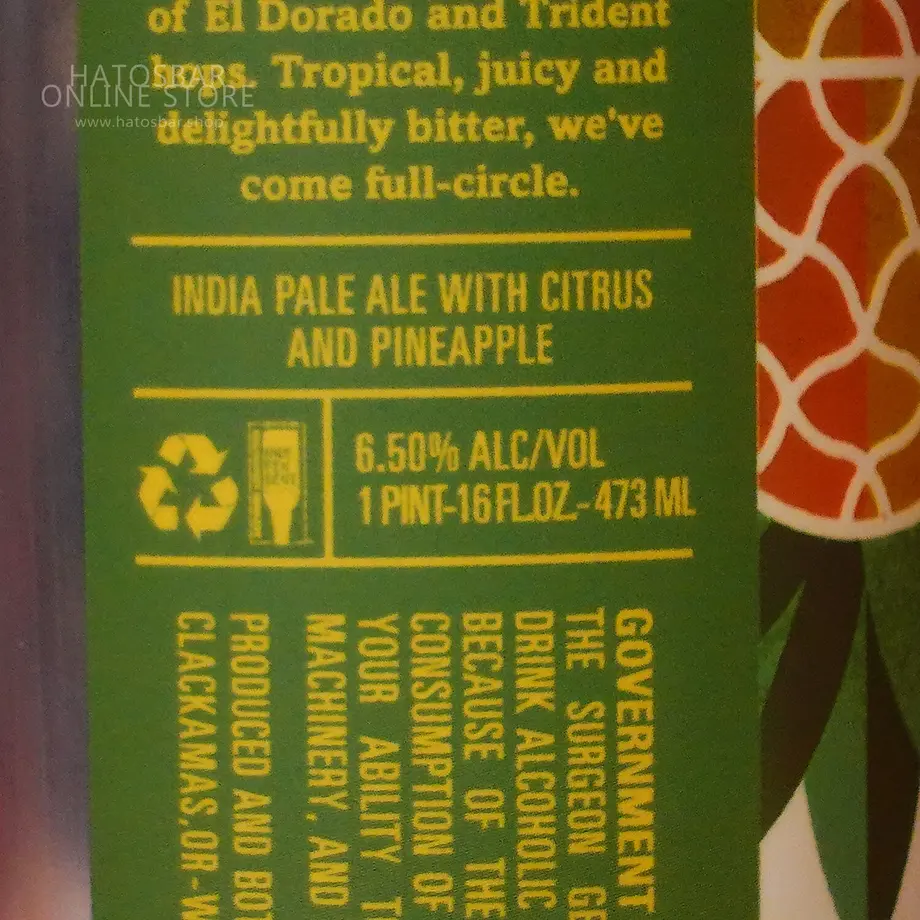 of El Dorado and Trident
hops. Tropical, juicy and
delightfully bitter, we've
come full-circle.
HATOSBAR
ONLINE STORE
www.hatosbar.shop
INDIA PALE ALE WITH CITRUS
AND PINEAPPLE
6.50% ALC/VOL
1 PINT-16 FL.OZ.-473 ML
GOVERNMENT
THE SURGEON GE
DRINK ALCOHOLIC
BECAUSE OF THE
CONSUMPTION OF
YOUR ABILITY T
MACHINERY, AND
PRODUCED AND BOT
CLACKAMAS, OR-W